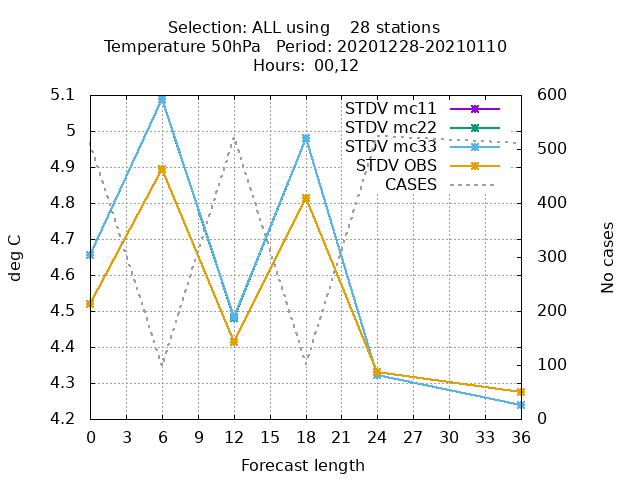 Selection: ALL using    28 stations
Temperature 50hPa   Period: 20201228-20210110
Hours:  00,12
5.1
5
4.9
4.8
4.7
4.6
4.5
4.4
4.3
4.2
deg C
STDV mc11
STDV mc22
STDV mc33
STDV OBS
CASES
600
500
400
300
200
100
0
No cases
0 3 6 9 12 15 18 21 24 27 30 33 36
Forecast length